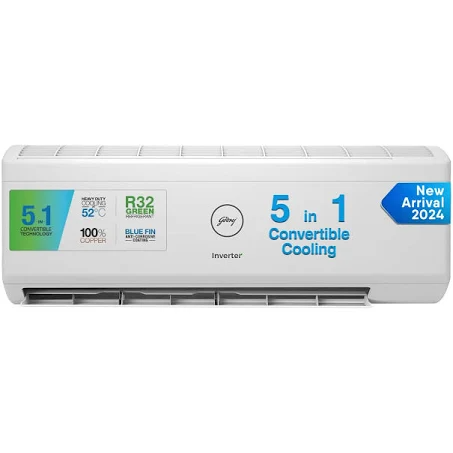 5 in 1
CONVERTIBLE
TECHNOLOGY
HEAVY DUTY
COOLING
52°C
100%
COPPER
R32
GREEN
BLUE FIN
ANTI-CORROSIVE
COATING
Godrej
Inverter
5 in 1
Convertible
Cooling
New
Arrival
2024